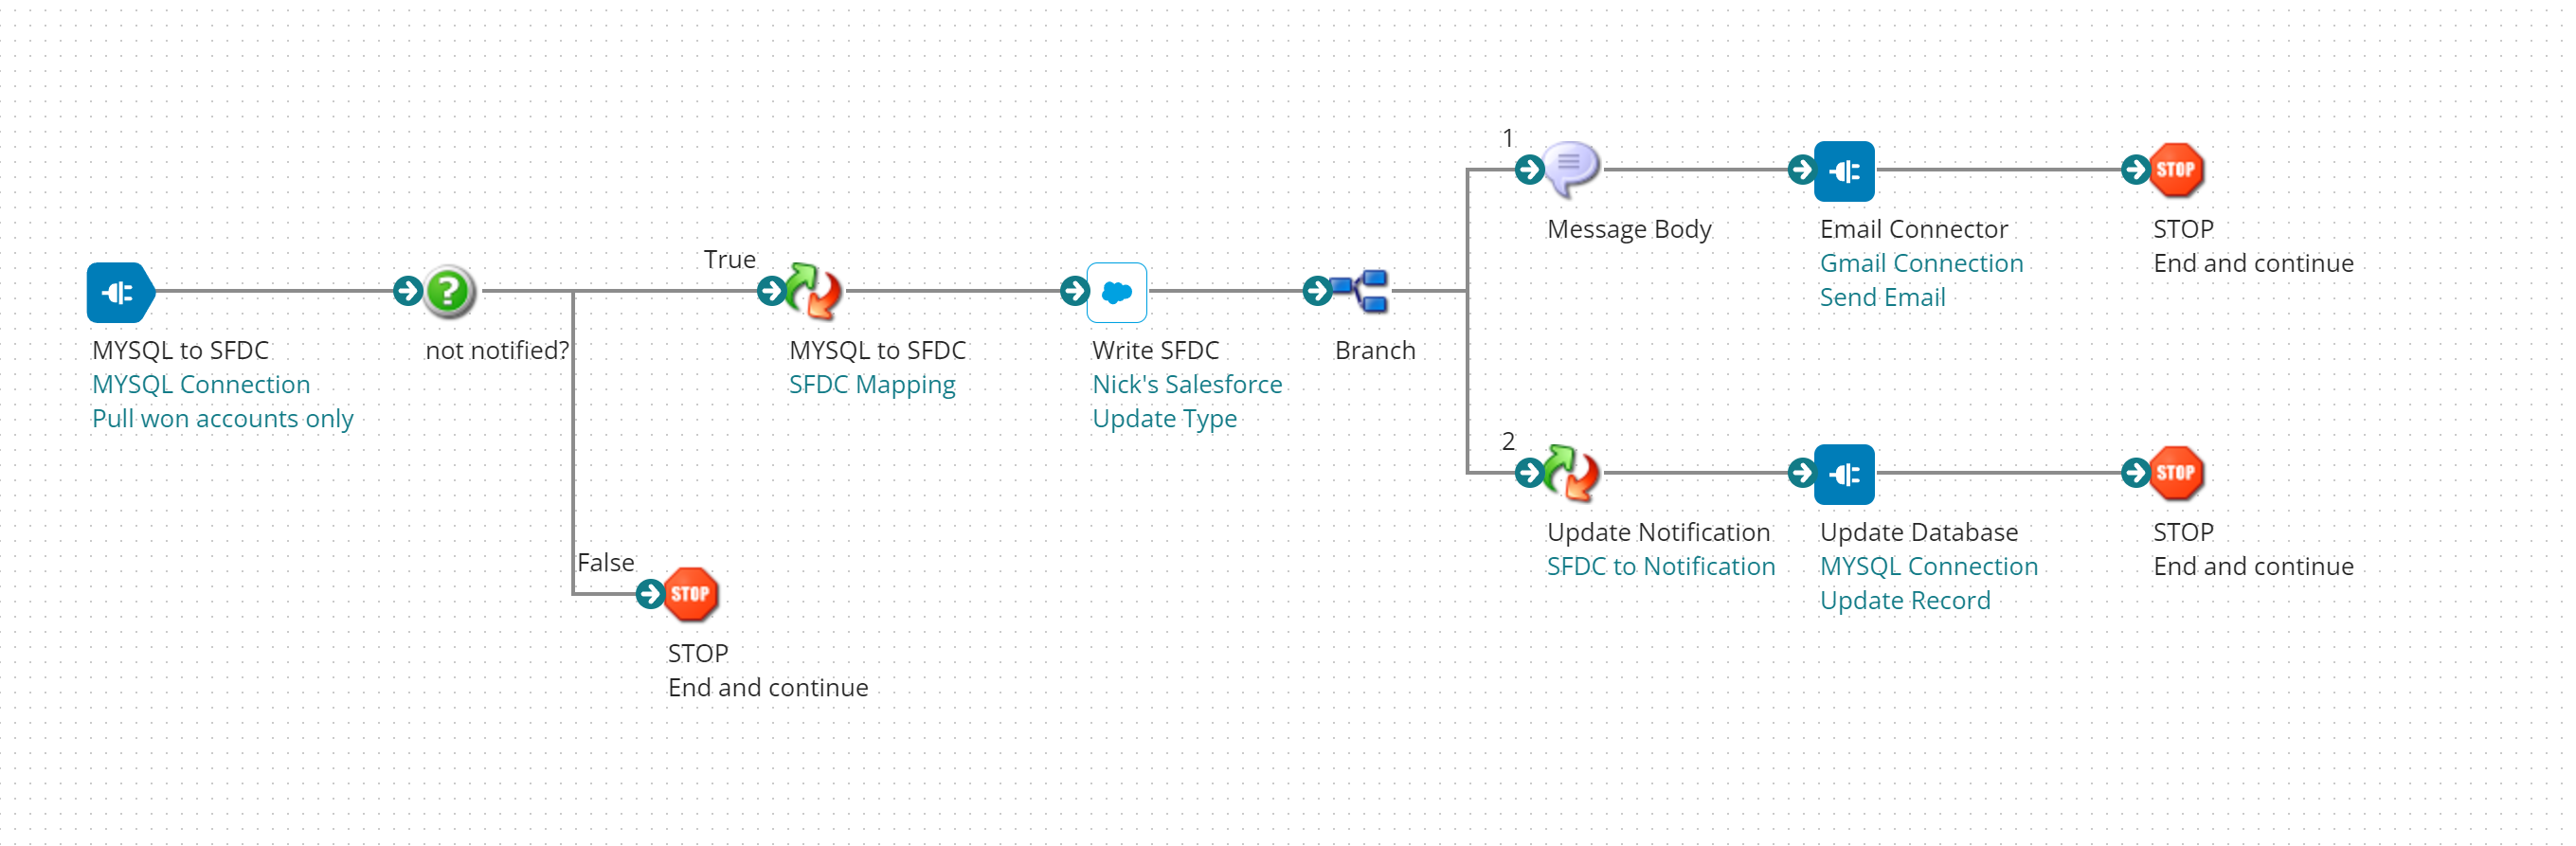 MYSQL to SFDC
MYSQL Connection
Pull won accounts only
not notified?
True
False
STOP
STOP
End and continue
MYSQL to SFDC
SFDC Mapping
Write SFDC
Nick's Salesforce
Update Type
Branch
1
Message Body
Email Connector
Gmail Connection
Send Email
STOP
STOP
End and continue
2
Update Notification
SFDC to Notification
Update Database
MYSQL Connection
Update Record
STOP
STOP
End and continue